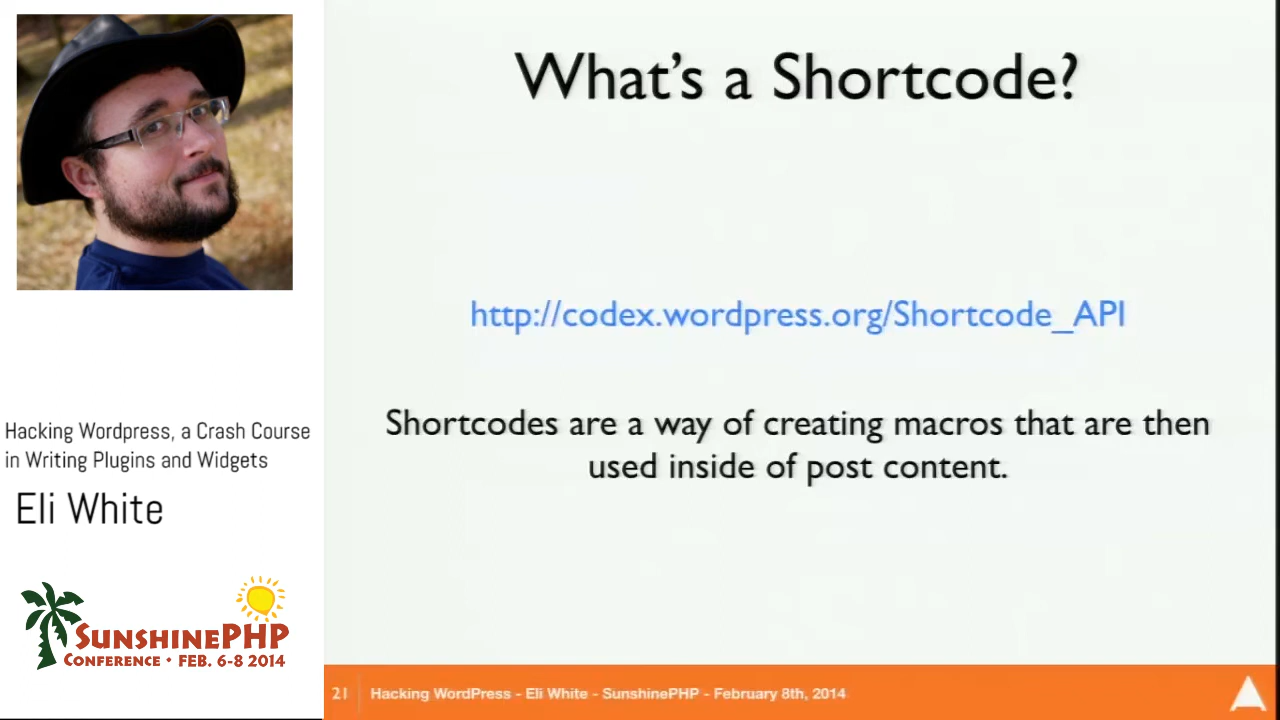 What's a Shortcode?
http://codex.wordpress.org/Shortcode_API
Shortcodes are a way of creating macros that are then
used inside of post content.
Hacking Wordpress, a Crash Course
in Writing Plugins and Widgets
Eli White
SUNSHINEPHP
CONFERENCE • FEB. 6-8 2014
21 Hacking WordPress - Eli White - SunshinePHP - February 8th, 2014